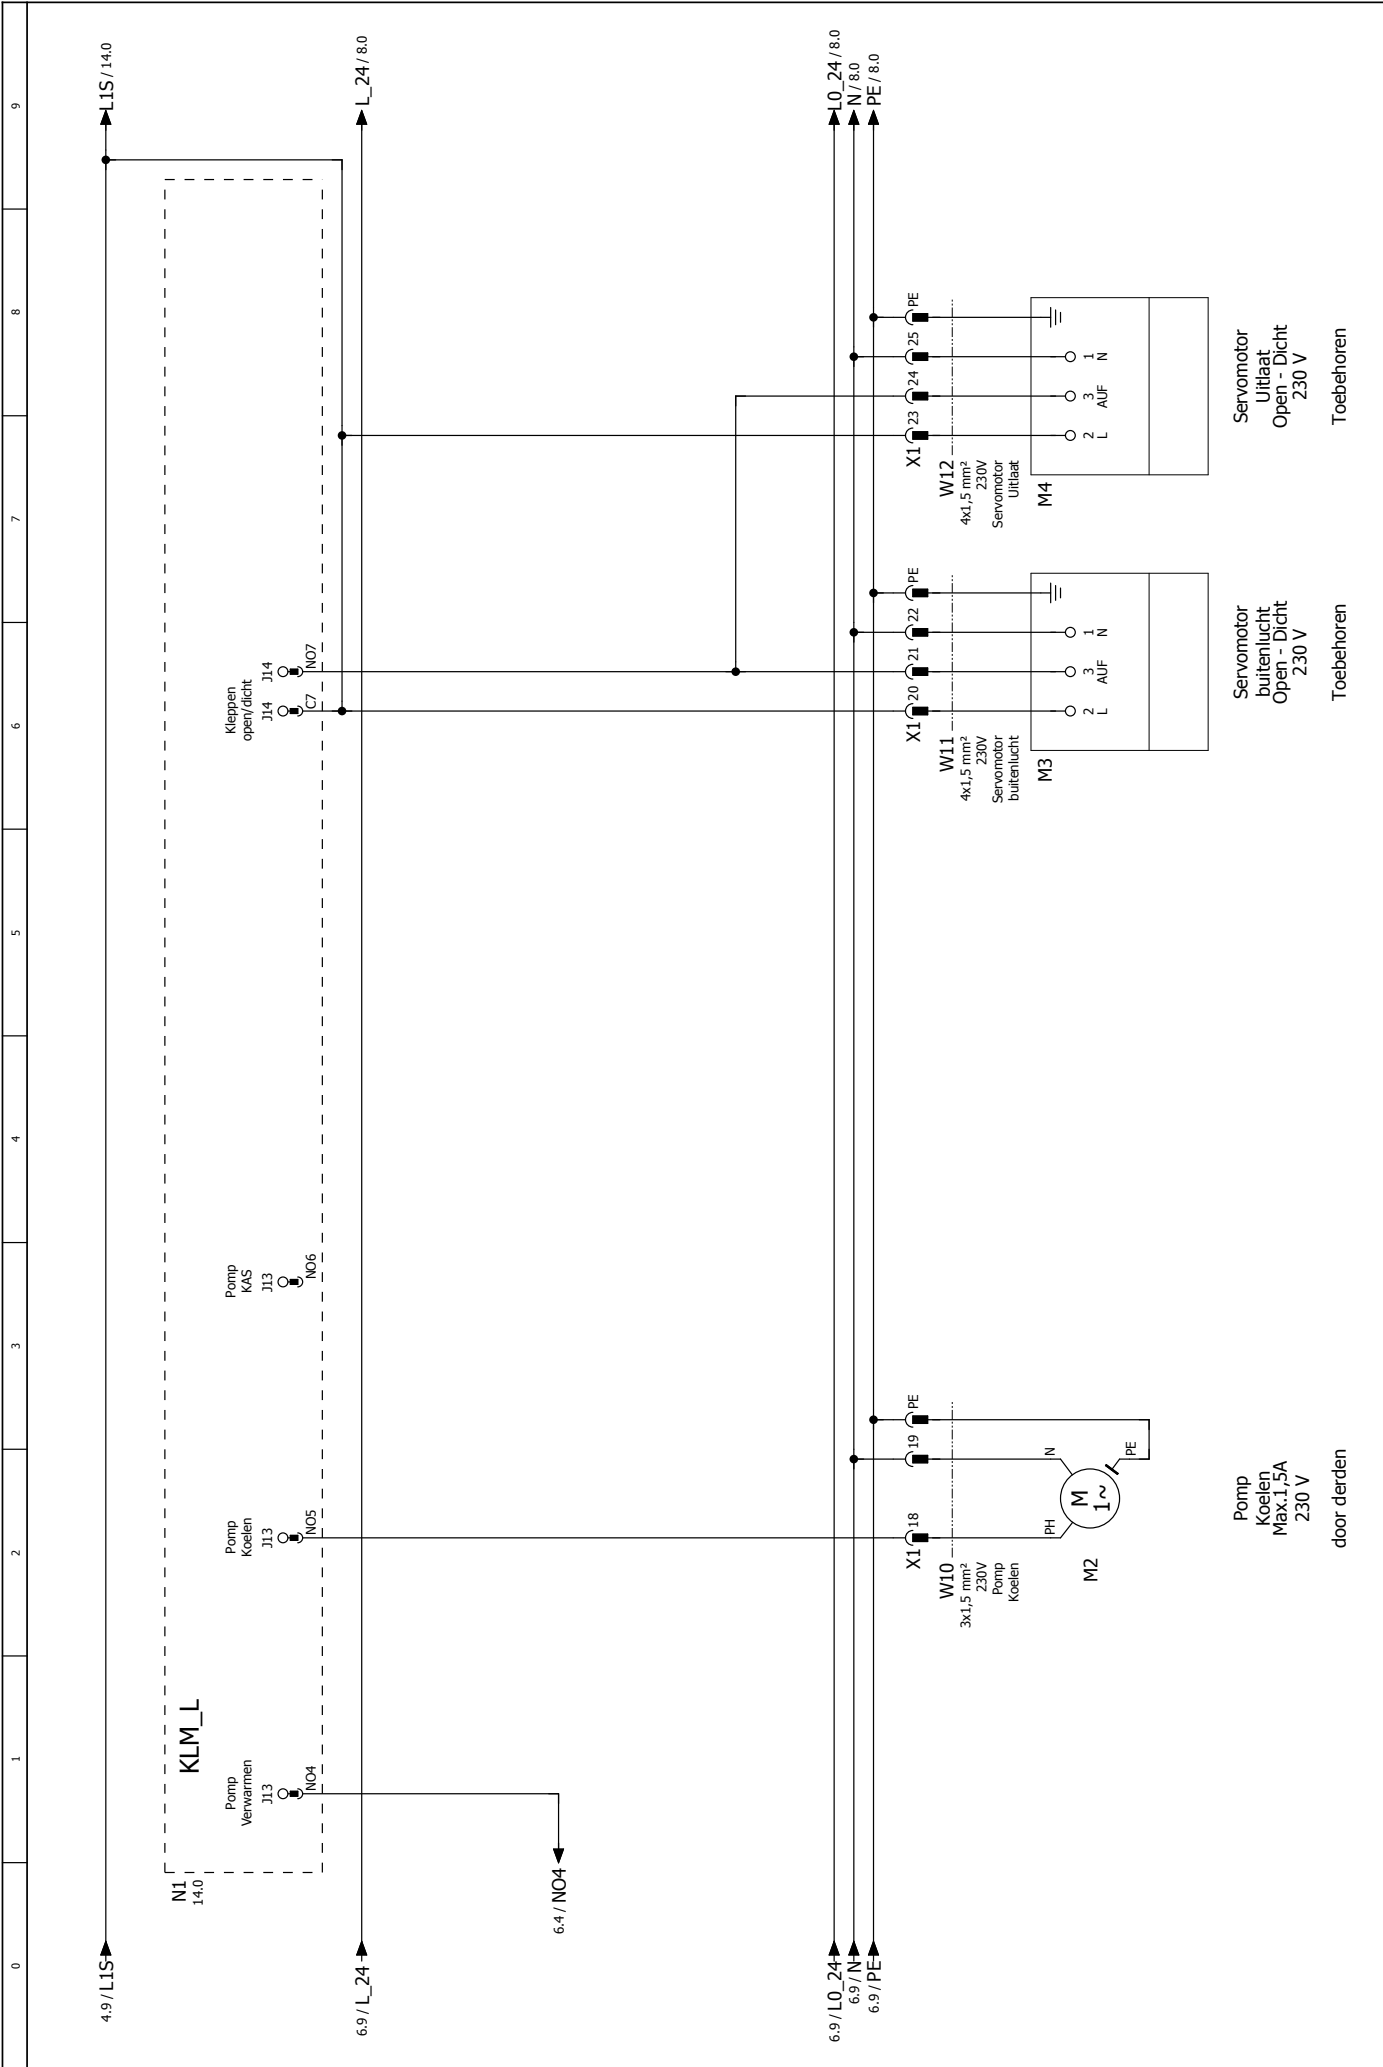 0
1
2
3
4
5
6
7
8
9
4.9 / L1S
L1S / 14.0
N1
14.0
KLM_L
Pomp
Verwarmen
J13
NO4
Pomp
Koelen
J13
NO5
Pomp
KAS
J13
NO6
Kleppen
open/dicht
J14
C7
J14
NO7
6.9 / L_24
L_24 / 8.0
6.4 / NO4
6.9 / L0_24
L0_24 / 8.0
6.9 / N
N / 8.0
6.9 / PE
PE / 8.0
X1
18
19
PE
W10
3x1,5 mm²
230V
Pomp
Koelen
PH
N
M
1~
PE
M2
Pomp
Koelen
Max.1,5A
230 V
door derden
X1
20
21
22
PE
W11
4x1,5 mm²
230V
Servomotor
buitenlucht
M3
2
L
3
AUF
1
N
Servomotor
buitenlucht
Open - Dicht
230 V
Toebehoren
X1
23
24
25
PE
W12
4x1,5 mm²
230V
Servomotor
Uitlaat
M4
2
L
3
AUF
1
N
Servomotor
Uitlaat
Open - Dicht
230 V
Toebehoren